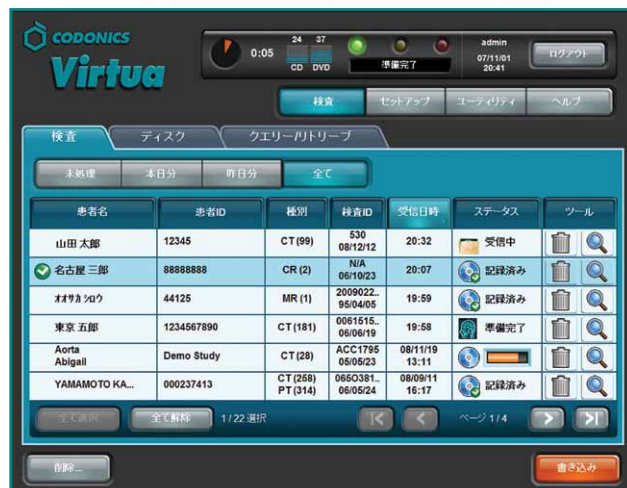 CODONICS
Virtua
0:05
24 37
CD DVD
準備完了
admin
07/11/01
20:41
ログアウト
検査 セットアップ ユーティリティ ヘルプ
検査 ディスク クエリー/リトリーブ
未処理 本日分 昨日分 全て
患者名 患者ID 種別 検査ID 受信日時 ステータス ツール
山田 太郎 12345 CT (99) 530 08/12/12 20:32 受信中
名古屋 三郎 88888888 CR (2) N/A 06/10/23 20:07 記録済み
オオサカ シロウ 44125 MR (1) 2009022.. 95/04/05 19:59 記録済み
東京 五郎 1234567890 CT (181) 0061515.. 06/06/19 19:58 準備完了
Aorta Abigail Demo Study CT (28) ACC1795 05/05/23 08/11/19 13:11
YAMAMOTO KA... 000237413 CT (258) PT (314) 0650381.. 06/05/24 08/09/11 16:17 記録済み
全て選択 全て解除 1/22 選択 ページ 1/4
削除... 書き込み